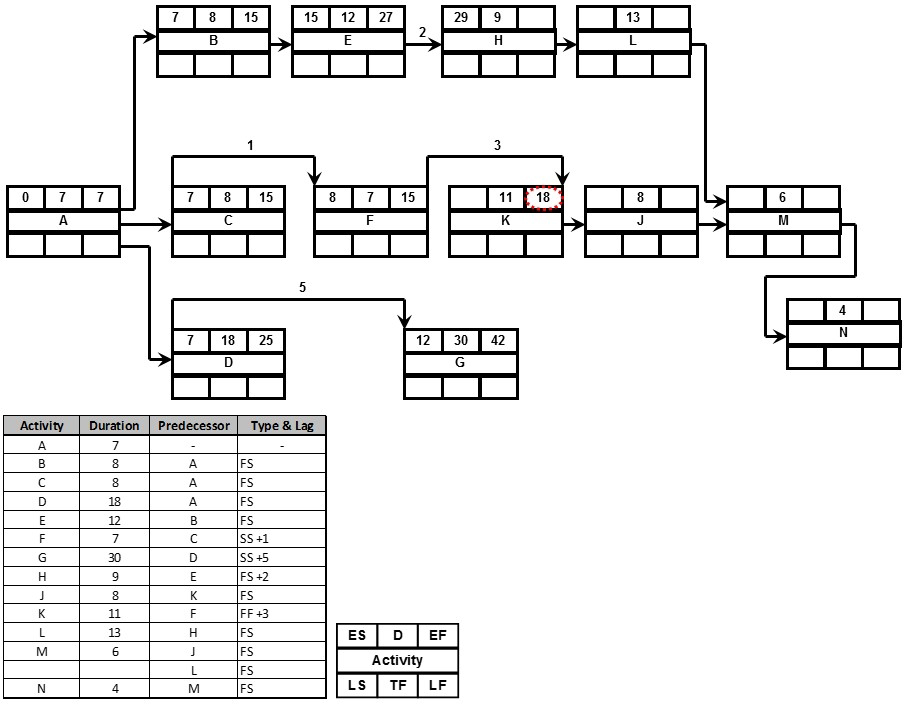 7 8 15
B
15 12 27
E
2
29 9
H
13
L
1
3
0 7 7
A
7 8 15
C
8 7 15
F
11 18
K
8
J
6
M
5
7 18 25
D
12 30 42
G
4
N
Activity Duration Predecessor Type & Lag
A 7 - -
B 8 A FS
C 8 A FS
D 18 A FS
E 12 B FS
F 7 C SS +1
G 30 D SS +5
H 9 E FS +2
J 8 K FS
K 11 F FF +3
L 13 H FS
M 6 J FS
L FS
N 4 M FS
ES D EF
Activity
LS TF LF